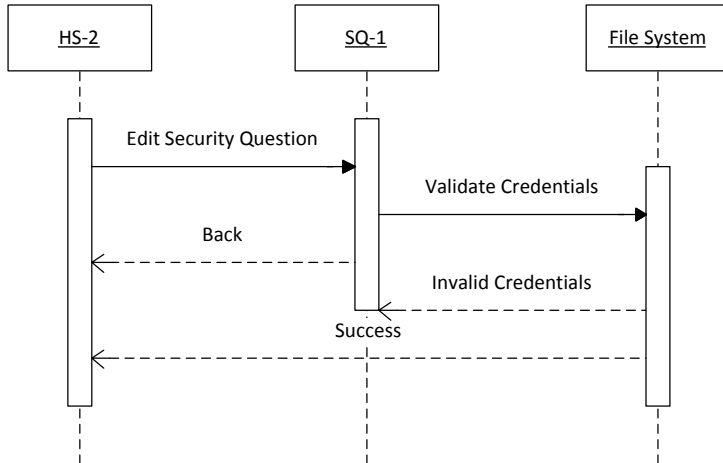 HS-2
SQ-1
File System
Edit Security Question
Validate Credentials
Back
Invalid Credentials
Success